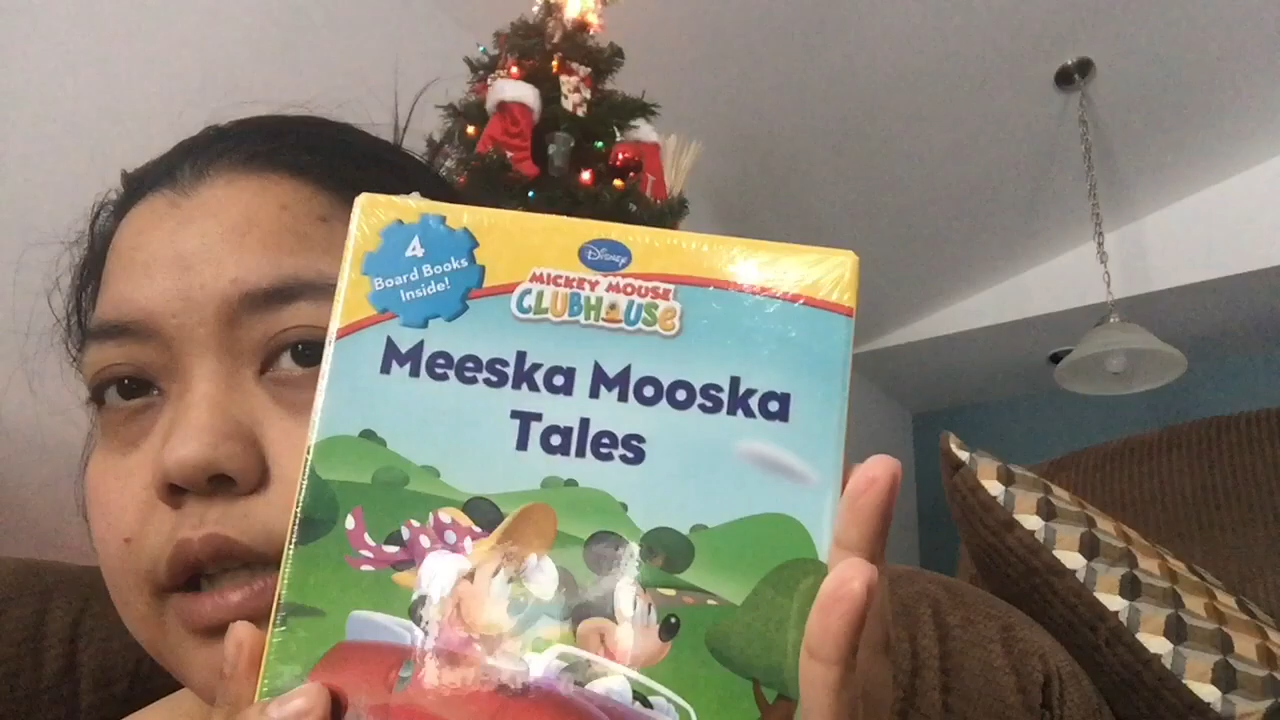 4
Board Books
Inside!
Disney
MICKEY MOUSE
CLUBHOUSE
Meeska Mooska
Tales